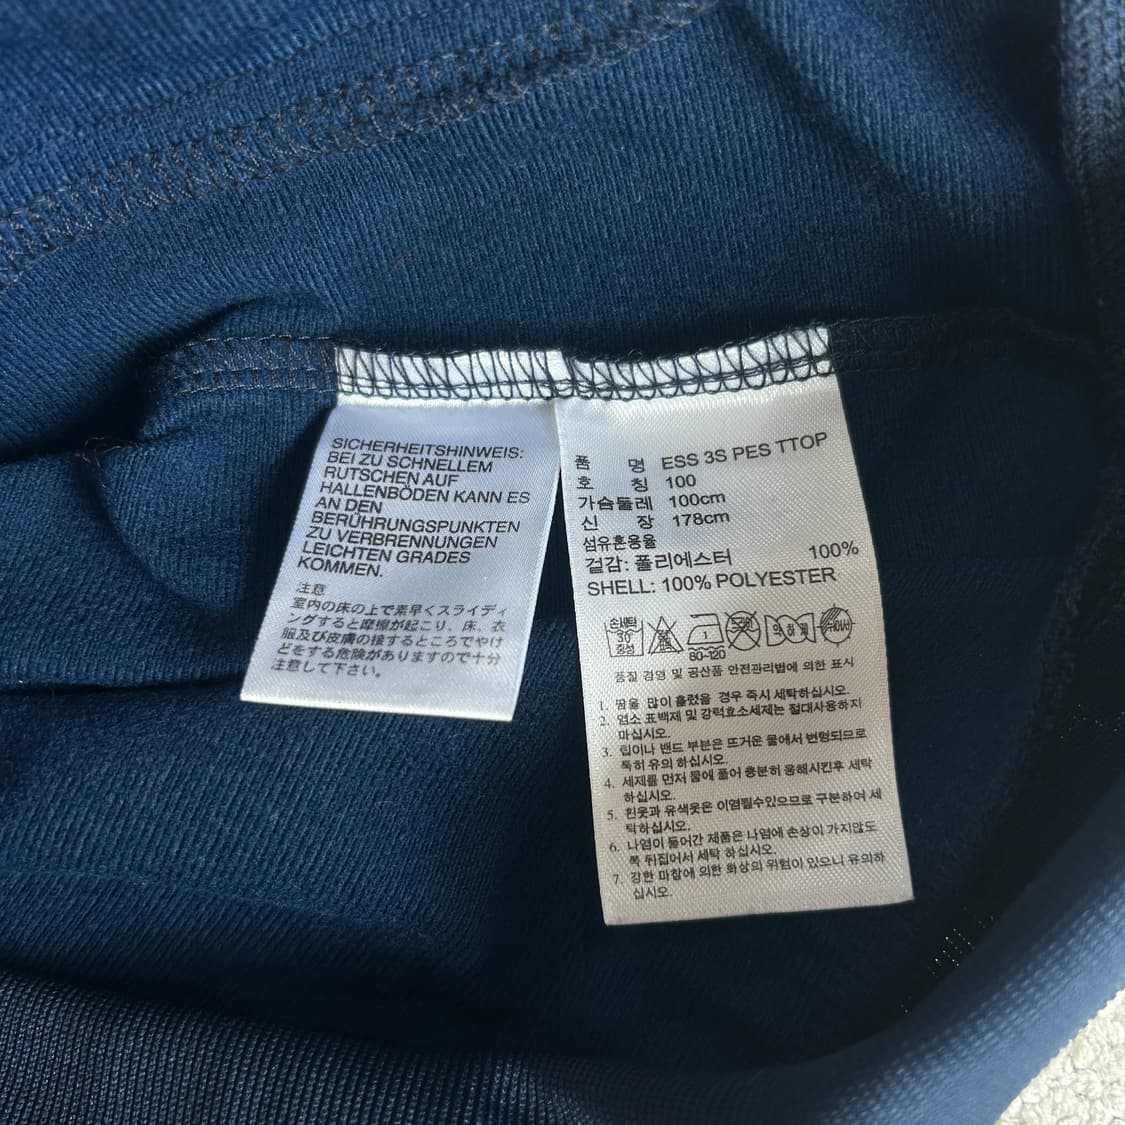 SICHERHEITSHINWEIS:
BEI ZU SCHNELLEM
RUTSCHEN AUF
HALLENBÖDEN KANN ES
AN DEN
BERÜHRUNGSPUNKTEN
ZU VERBRENNUNGEN
LEICHTEN GRADES
KOMMEN.
注意
室内の床の上で素早くスライディ
ングすると摩擦が起こり、床、衣
服及び皮膚の接するところでやけ
どをする危険がありますので十分
注意して下さい。
품 명 ESS 3S PES TTOP
호 칭 100
가슴둘레 100cm
신 장 178cm
섬유혼용율
겉감: 폴리에스터 100%
SHELL: 100% POLYESTER
손세탁
30
중성
80~120
품질 경영 및 공산품 안전관리법에 의한 표시
1. 땀을 많이 흘렸을 경우 즉시 세탁하십시오.
2. 염소 표백제 및 강력효소세제는 절대사용하지
마십시오.
3. 립이나 밴드 부분은 뜨거운 물에서 변형되므로
특히 유의 하십시오.
4. 세제를 먼저 물에 풀어 충분히 용해시킨후 세탁
하십시오.
5. 흰옷과 유색옷은 이염될수있으므로 구분하여 세
탁하십시오.
6. 나염이 들어간 제품은 나염에 손상이 가지않도
록 뒤집어서 세탁 하십시오.
7. 강한 마찰에 의한 화상의 위험이 있으니 유의하
십시오.